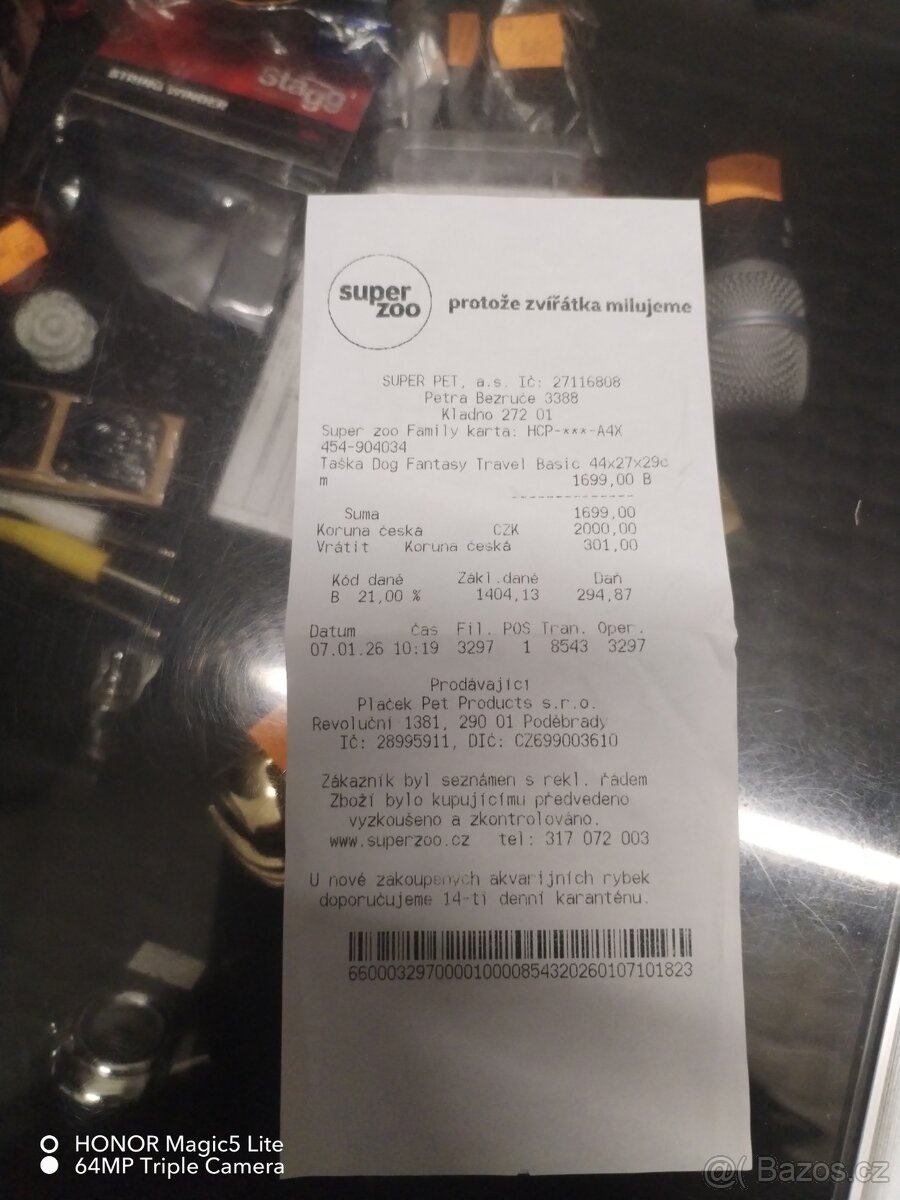 stagg
STRING WINDER
super zoo
protože zvířátka milujeme
SUPER PET, a.s. Ič: 27116808
Petra Bezruče 3388
Kladno 272 01
Super zoo Family karta: HCP-***-A4X
454-904034
Taška Dog Fantasy Travel Basic 44x27x29c
m 1699,00 B
Suma 1699,00
Koruna česká CZK 2000,00
Vrátit Koruna česká 301,00
Kód daně Zákl.daně Daň
B 21,00 % 1404,13 294,87
Datum čas Fil. POS Tran. Oper.
07.01.26 10:19 3297 1 8543 3297
Prodávající
Plaček Pet Products s.r.o.
Revoluční 1381, 290 01 Poděbrady
Ič: 28995911, DIč: CZ699003610
Zákazník byl seznámen s rekl. řádem
Zboží bylo kupujícímu předvedeno
vyzkoušeno a zkontrolováno.
www.superzoo.cz tel: 317 072 003
U nově zakoupených akvarijních rybek
doporučujeme 14-ti denní karanténu.
66000329700001000085432026010710182​3
HONOR Magic5 Lite
64MP Triple Camera
@( Bazos.cz